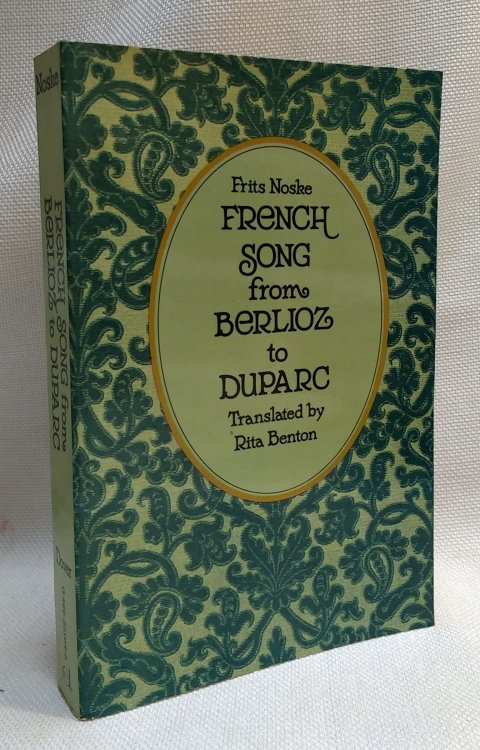 Frits Noske
FRENCH
SONG
from
BERLIOZ
to
DUPARC
Translated by
Rita Benton
Noske
FRENCH SONG from
BERLIOZ to DUPARC
Dover